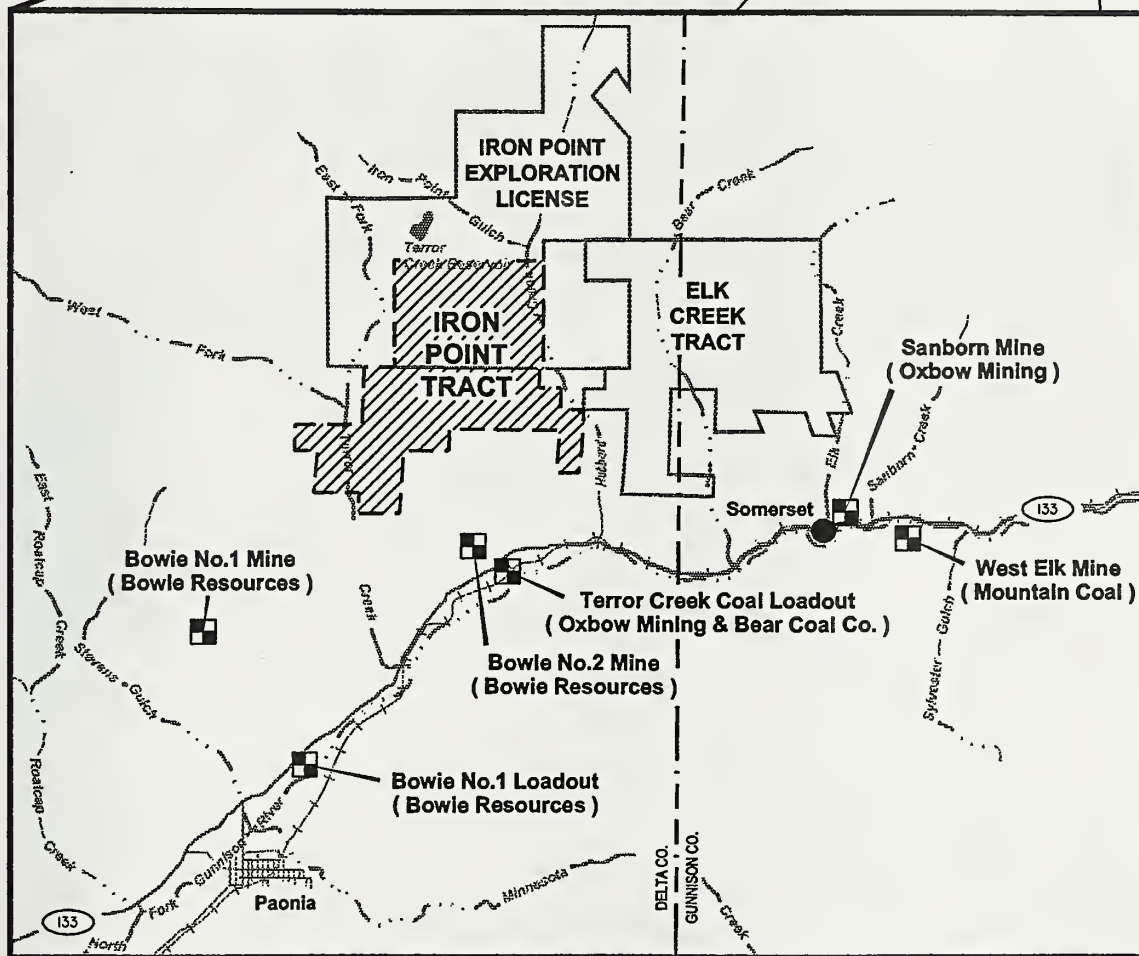 IRON POINT
EXPLORATION
LICENSE
Iron
Point
Gulch
East
Fork
Terror
Creek Reservoir
Creek
Bear
Creek
West
Fork
IRON
POINT
TRACT
ELK
CREEK
TRACT
Creek
Elk
Sanborn Mine
( Oxbow Mining )
Sanborn Creek
Terror
Hubbard
Somerset
133
East
Roatcap
Creek
Bowie No.1 Mine
( Bowie Resources )
Stevens Gulch
Creek
Terror Creek Coal Loadout
( Oxbow Mining & Bear Coal Co. )
West Elk Mine
( Mountain Coal )
Sylvester Gulch
Bowie No.2 Mine
( Bowie Resources )
Bowie No.1 Loadout
( Bowie Resources )
Roatcap
Creek
North
Fork
Gunnison
River
Paonia
Minnesota
Creek
133
DELTA CO.
GUNNISON CO.